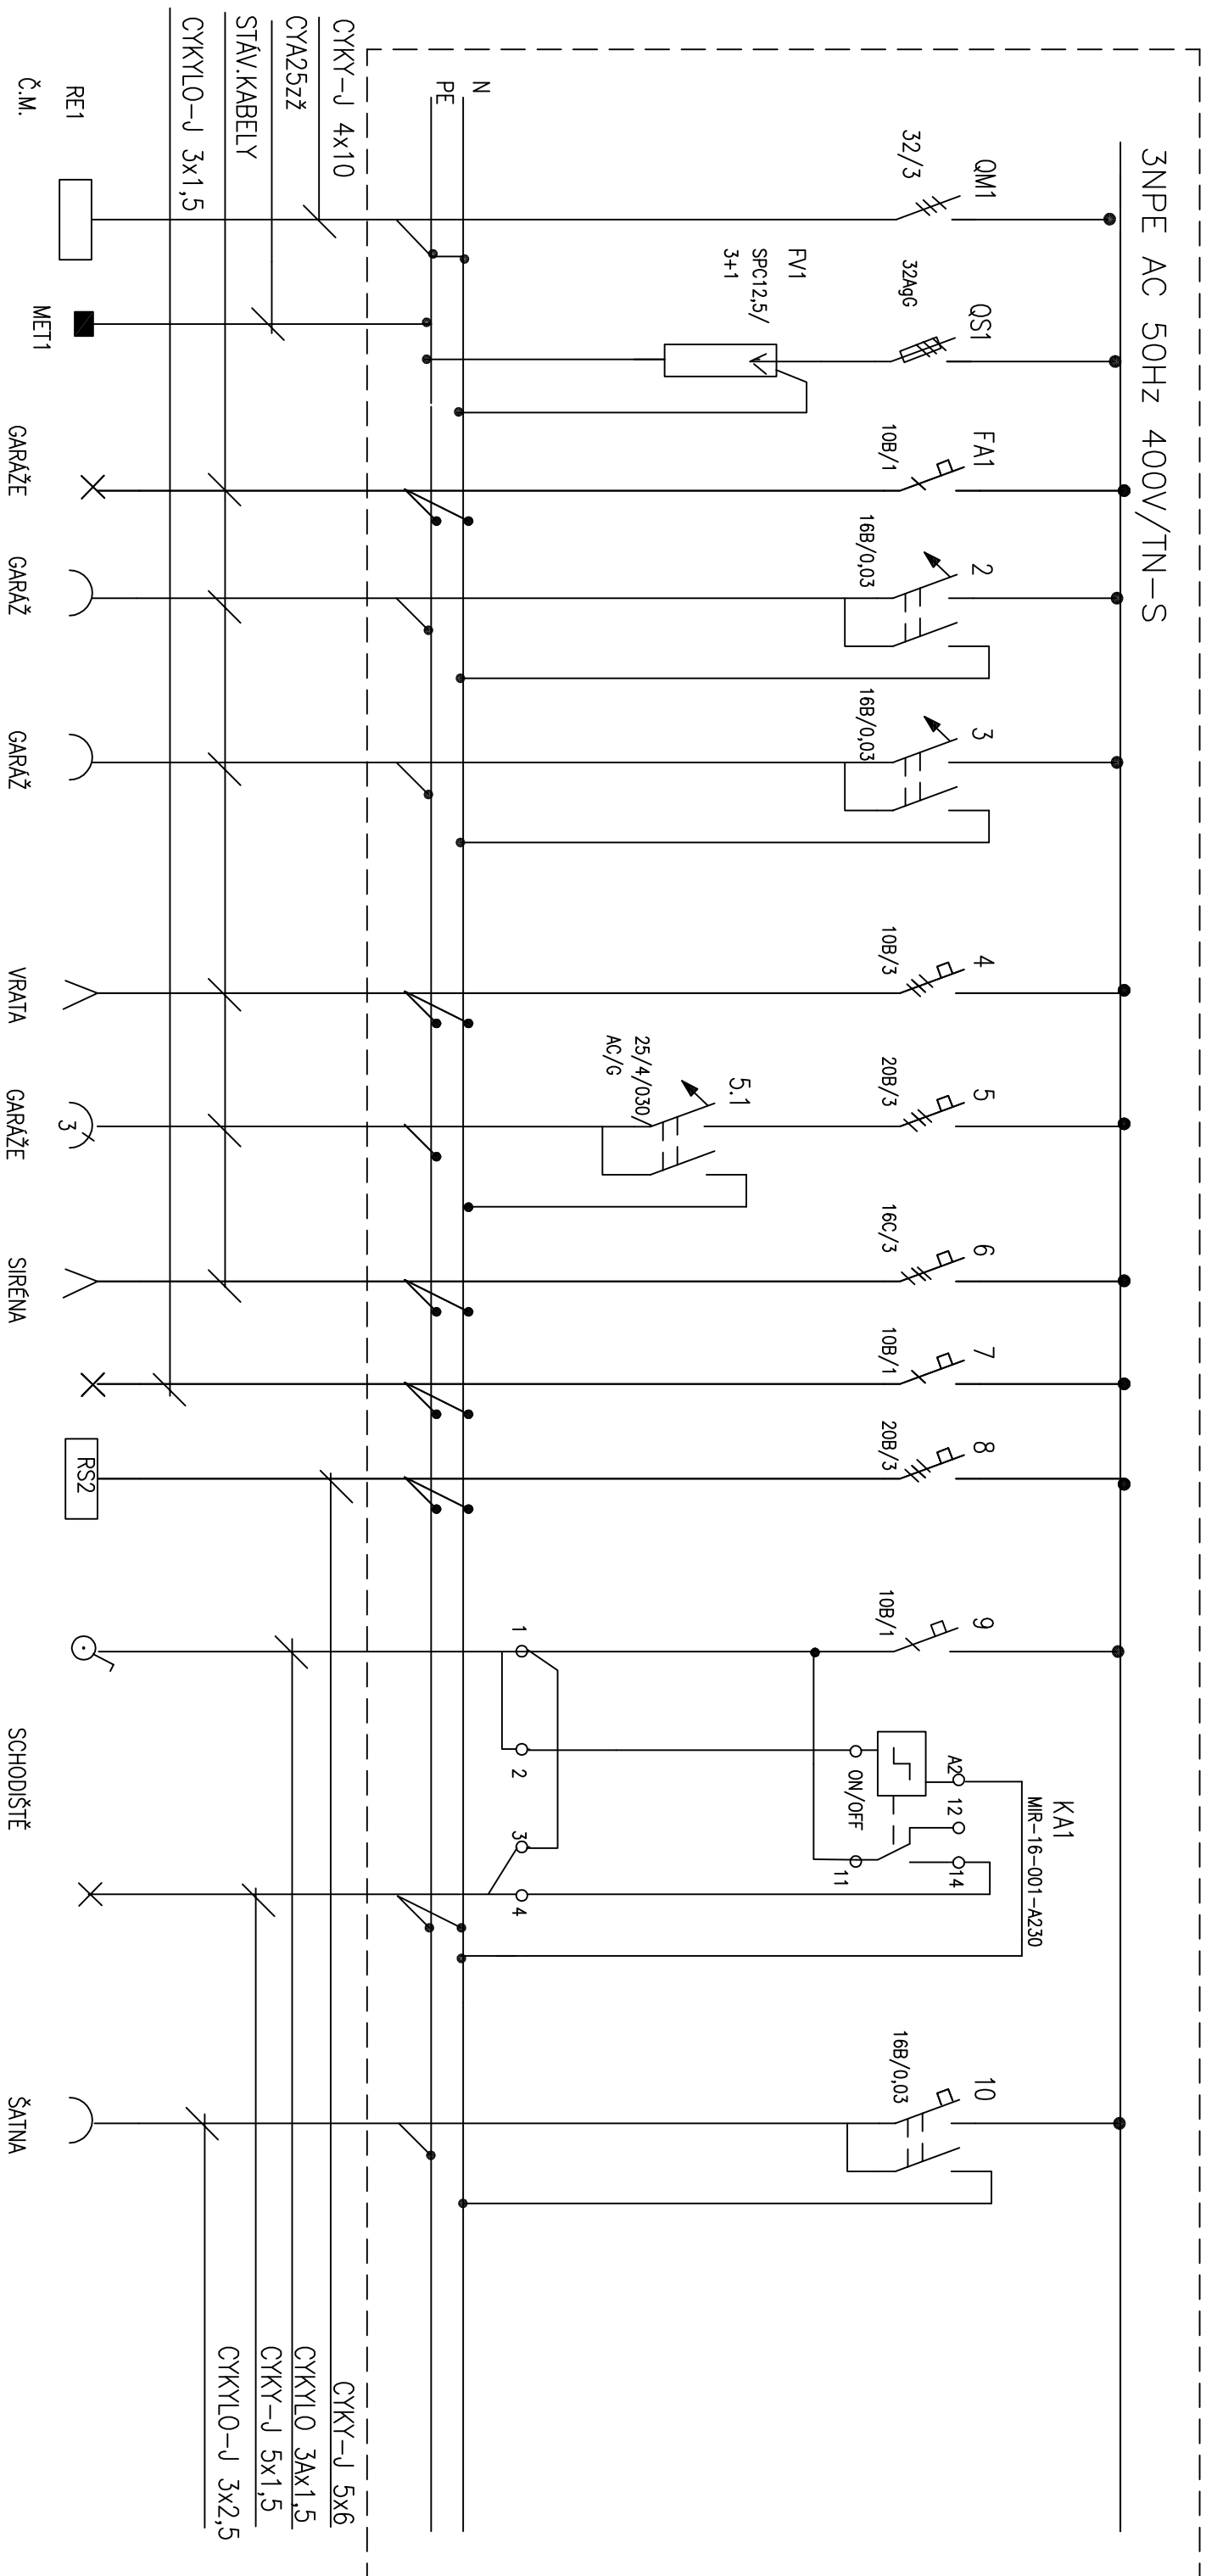 3NPE AC 50Hz 400V/TN-S
QM1
32/3
QS1
32AgG
FV1
SPC12,5/
3+1
FA1
10B/1
2
16B/0,03
3
16B/0,03
4
10B/3
5
20B/3
5.1
25/4/030
AC/G
6
16C/3
7
10B/1
8
20B/3
9
10B/1
KA1
MIR-16-001-A230
A2
12
14
ON/OFF
11
10
16B/0,03
1
2
3
4
N
PE
CYKY-J 4x10
CYA25zž
STÁV.KABELY
CYKYLO-J 3x1,5
CYKY-J 5x6
CYKYLO 3Ax1,5
CYKY-J 5x1,5
CYKYLO-J 3x2,5
RE1
3
RS2
Č.M.
MET1
GARÁŽE
GARÁŽ
GARÁŽ
VRATA
GARÁŽE
SIRÉNA
SCHODIŠTĚ
ŠATNA